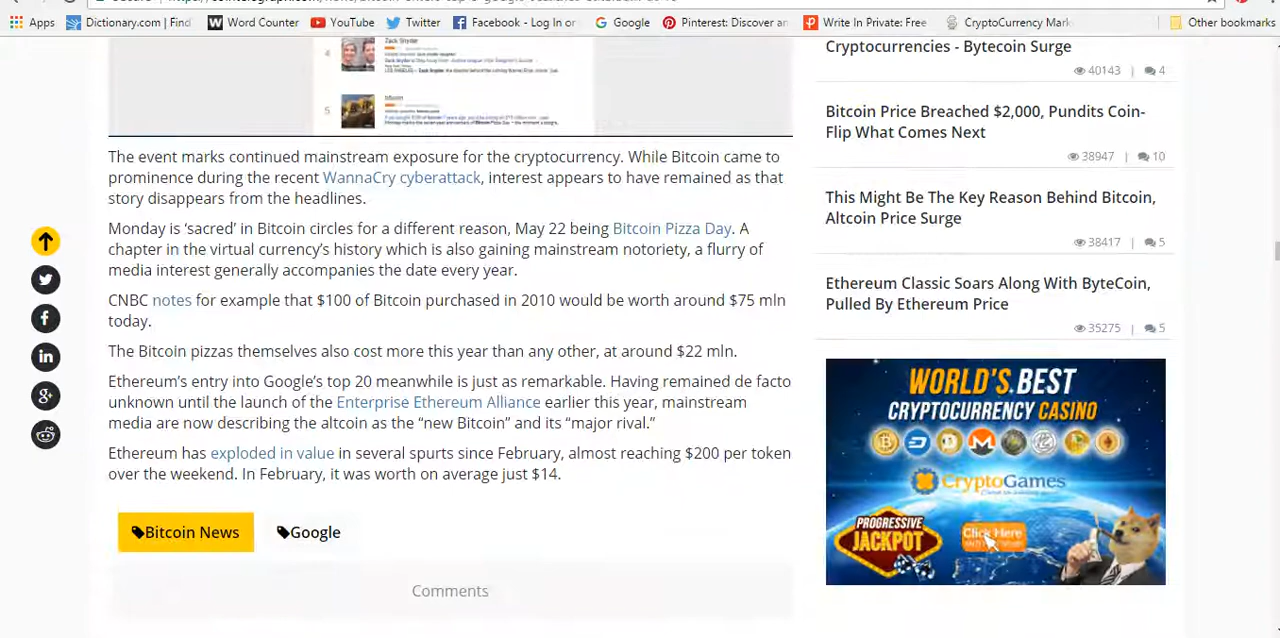 Apps
Dictionary.com | Find
Word Counter
YouTube
Twitter
Facebook - Log In or
Google
Pinterest: Discover an
Write In Private: Free
CryptoCurrency Mark
Other bookmarks
4
Zack Snyder
5
bitcoin
The event marks continued mainstream exposure for the cryptocurrency. While Bitcoin came to
prominence during the recent WannaCry cyberattack, interest appears to have remained as that
story disappears from the headlines.
Monday is ‘sacred’ in Bitcoin circles for a different reason, May 22 being Bitcoin Pizza Day. A
chapter in the virtual currency’s history which is also gaining mainstream notoriety, a flurry of
media interest generally accompanies the date every year.
CNBC notes for example that $100 of Bitcoin purchased in 2010 would be worth around $75 mln
today.
The Bitcoin pizzas themselves also cost more this year than any other, at around $22 mln.
Ethereum’s entry into Google’s top 20 meanwhile is just as remarkable. Having remained de facto
unknown until the launch of the Enterprise Ethereum Alliance earlier this year, mainstream
media are now describing the altcoin as the “new Bitcoin” and its “major rival.”
Ethereum has exploded in value in several spurts since February, almost reaching $200 per token
over the weekend. In February, it was worth on average just $14.
Bitcoin News
Google
Comments
Cryptocurrencies - Bytecoin Surge
40143 | 4
Bitcoin Price Breached $2,000, Pundits Coin-
Flip What Comes Next
38947 | 10
This Might Be The Key Reason Behind Bitcoin,
Altcoin Price Surge
38417 | 5
Ethereum Classic Soars Along With ByteCoin,
Pulled By Ethereum Price
35275 | 5
WORLD'S BEST
CRYPTOCURRENCY CASINO
CryptoGames
PROGRESSIVE
JACKPOT
Click Here